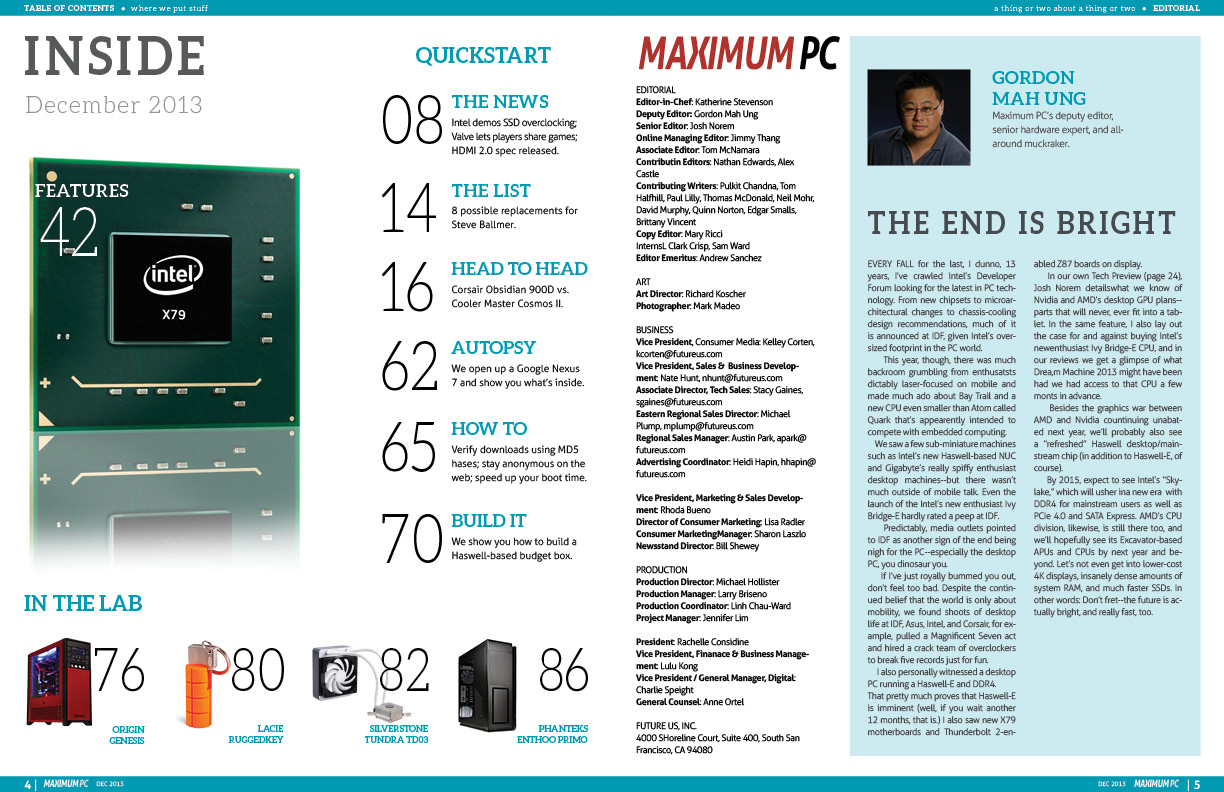 TABLE OF CONTENTS • where we put stuff
INSIDE
December 2013
FEATURES
42
intel
X79
QUICKSTART
08
THE NEWS
Intel demos SSD overclocking;
Valve lets players share games;
HDMI 2.0 spec released.
14
THE LIST
8 possible replacements for
Steve Ballmer.
16
HEAD TO HEAD
Corsair Obsidian 900D vs.
Cooler Master Cosmos II.
62
AUTOPSY
We open up a Google Nexus
7 and show you what's inside.
65
HOW TO
Verify downloads using MD5
hases; stay anonymous on the
web; speed up your boot time.
70
BUILD IT
We show you how to build a
Haswell-based budget box.
IN THE LAB
76
ORIGIN
GENESIS
80
LACIE
RUGGEDKEY
82
SILVERSTONE
TUNDRA TD03
86
PHANTEKS
ENTHOO PRIMO
4 | MAXIMUM PC DEC 2013
a thing or two about a thing or two • EDITORIAL
MAXIMUM PC
EDITORIAL
Editor-in-Chef: Katherine Stevenson
Deputy Editor: Gordon Mah Ung
Senior Editor: Josh Norem
Online Managing Editor: Jimmy Thang
Associate Editor: Tom McNamara
Contributin Editors: Nathan Edwards, Alex
Castle
Contributing Writers: Pulkit Chandna, Tom
Halfhill, Paul Lilly, Thomas McDonald, Neil Mohr,
David Murphy, Quinn Norton, Edgar Smalls,
Brittany Vincent
Copy Editor: Mary Ricci
InternsL Clark Crisp, Sam Ward
Editor Emeritus: Andrew Sanchez
ART
Art Director: Richard Koscher
Photographer: Mark Madeo
BUSINESS
Vice President, Consumer Media: Kelley Corten,
kcorten@futureus.com
Vice President, Sales & Business Develop-
ment: Nate Hunt, nhunt@futureus.com
Associate Director, Tech Sales: Stacy Gaines,
sgaines@futureus.com
Eastern Regional Sales Director: Michael
Plump, mplump@futureus.com
Regional Sales Manager: Austin Park, apark@
futureus.com
Advertising Coordinator: Heidi Hapin, hhapin@
futureus.com
Vice President, Marketing & Sales Develop-
ment: Rhoda Bueno
Director of Consumer Marketing: Lisa Radler
Consumer MarketingManager: Sharon Laszlo
Newsstand Director: Bill Shewey
PRODUCTION
Production Director: Michael Hollister
Production Manager: Larry Briseno
Production Coordinator: Linh Chau-Ward
Project Manager: Jennifer Lim
President: Rachelle Considine
Vice President, Finanace & Business Manage-
ment: Lulu Kong
Vice President / General Manager, Digital:
Charlie Speight
General Counsel: Anne Ortel
FUTURE US, INC.
4000 SHoreline Court, Suite 400, South San
Francisco, CA 94080
GORDON
MAH UNG
Maximum PC's deputy editor,
senior hardware expert, and all-
around muckraker.
THE END IS BRIGHT
EVERY FALL for the last, I dunno, 13
years, I've crawled Intel's Developer
Forum looking for the latest in PC tech-
nology. From new chipsets to microar-
chitectural changes to chassis-cooling
design recommendations, much of it
is announced at IDF, given Intel's over-
sized footprint in the PC world.
This year, though, there was much
backroom grumbling from enthusatsts
dictably laser-focused on mobile and
made much ado about Bay Trail and a
new CPU even smaller than Atom called
Quark that's appearently intended to
compete with embedded computing.
We saw a few sub-miniature machines
such as Intel's new Haswell-based NUC
and Gigabyte's really spiffy enthusiast
desktop machines--but there wasn't
much outside of mobile talk. Even the
launch of the Intel's new enthusiast Ivy
Bridge-E hardly rated a peep at IDF.
Predictably, media outlets pointed
to IDF as another sign of the end being
nigh for the PC--especially the desktop
PC, you dinosaur you.
If I've just royally bummed you out,
don't feel too bad. Despite the contin-
ued belief that the world is only about
mobility, we found shoots of desktop
life at IDF, Asus, Intel, and Corsair, for ex-
ample, pulled a Magnificent Seven act
and hired a crack team of overclockers
to break five records just for fun.
I also personally witnessed a desktop
PC running a Haswell-E and DDR4.
That pretty much proves that Haswell-E
is imminent (well, if you wait another
12 months, that is.) I also saw new X79
motherboards and Thunderbolt 2-en-
abled Z87 boards on display.
In our own Tech Preview (page 24),
Josh Norem detailswhat we know of
Nvidia and AMD's desktop GPU plans--
parts that will never, ever fit into a tab-
let. In the same feature, I also lay out
the case for and against buying Intel's
newenthusiast Ivy Bridge-E CPU, and in
our reviews we get a glimpse of what
Drea,m Machine 2013 might have been
had we had access to that CPU a few
monts in advance.
Besides the graphics war between
AMD and Nvidia countinuing unabat-
ed next year, we'll probably also see
a "refreshed" Haswell desktop/main-
stream chip (in addition to Haswell-E, of
course).
By 2015, expect to see Intel's "Sky-
lake," which will usher ina new era with
DDR4 for mainstream users as well as
PCIe 4.0 and SATA Express. AMD's CPU
division, likewise, is still there too, and
we'll hopefully see its Excavator-based
APUs and CPUs by next year and be-
yond. Let's not even get into lower-cost
4K displays, insanely dense amounts of
system RAM, and much faster SSDs. In
other words: Don't fret--the future is ac-
tually bright, and really fast, too.
DEC 2013 MAXIMUM PC | 5